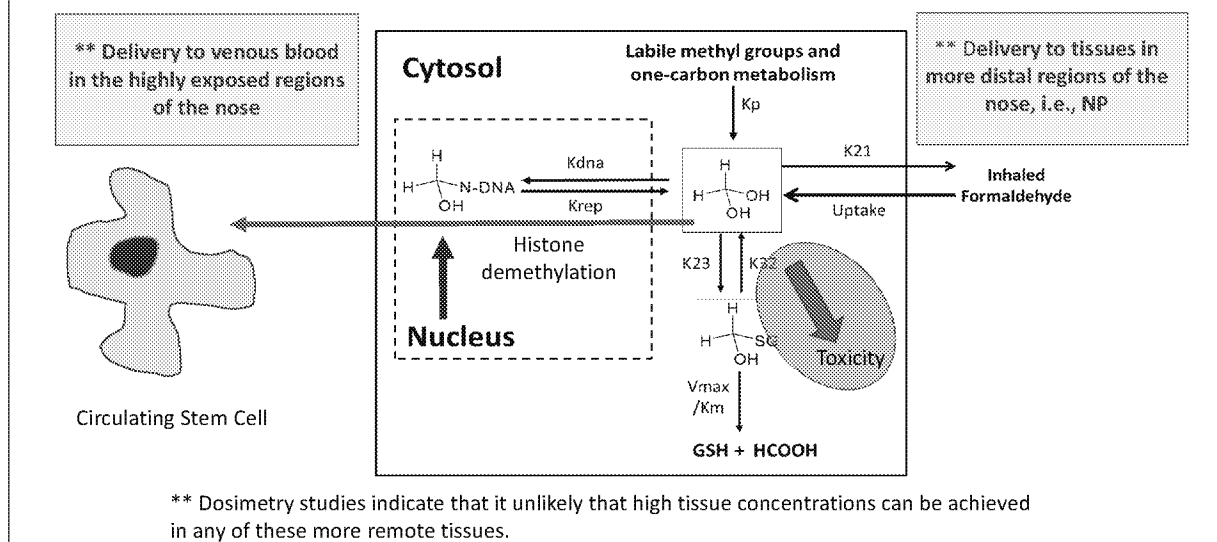 ** Delivery to venous blood
in the highly exposed regions
of the nose
Cytosol
Labile methyl groups and
one-carbon metabolism
** Delivery to tissues in
more distal regions of the
nose, i.e., NP
Kp
H
H
N-DNA
OH
Kdna
Krep
H
H
OH
OH
K21
Inhaled
Formaldehyde
Uptake
Histone
demethylation
K23
K32
Nucleus
H
H
SG
OH
Toxicity
Vmax
/Km
GSH + HCOOH
Circulating Stem Cell
** Dosimetry studies indicate that it unlikely that high tissue concentrations can be achieved
in any of these more remote tissues.